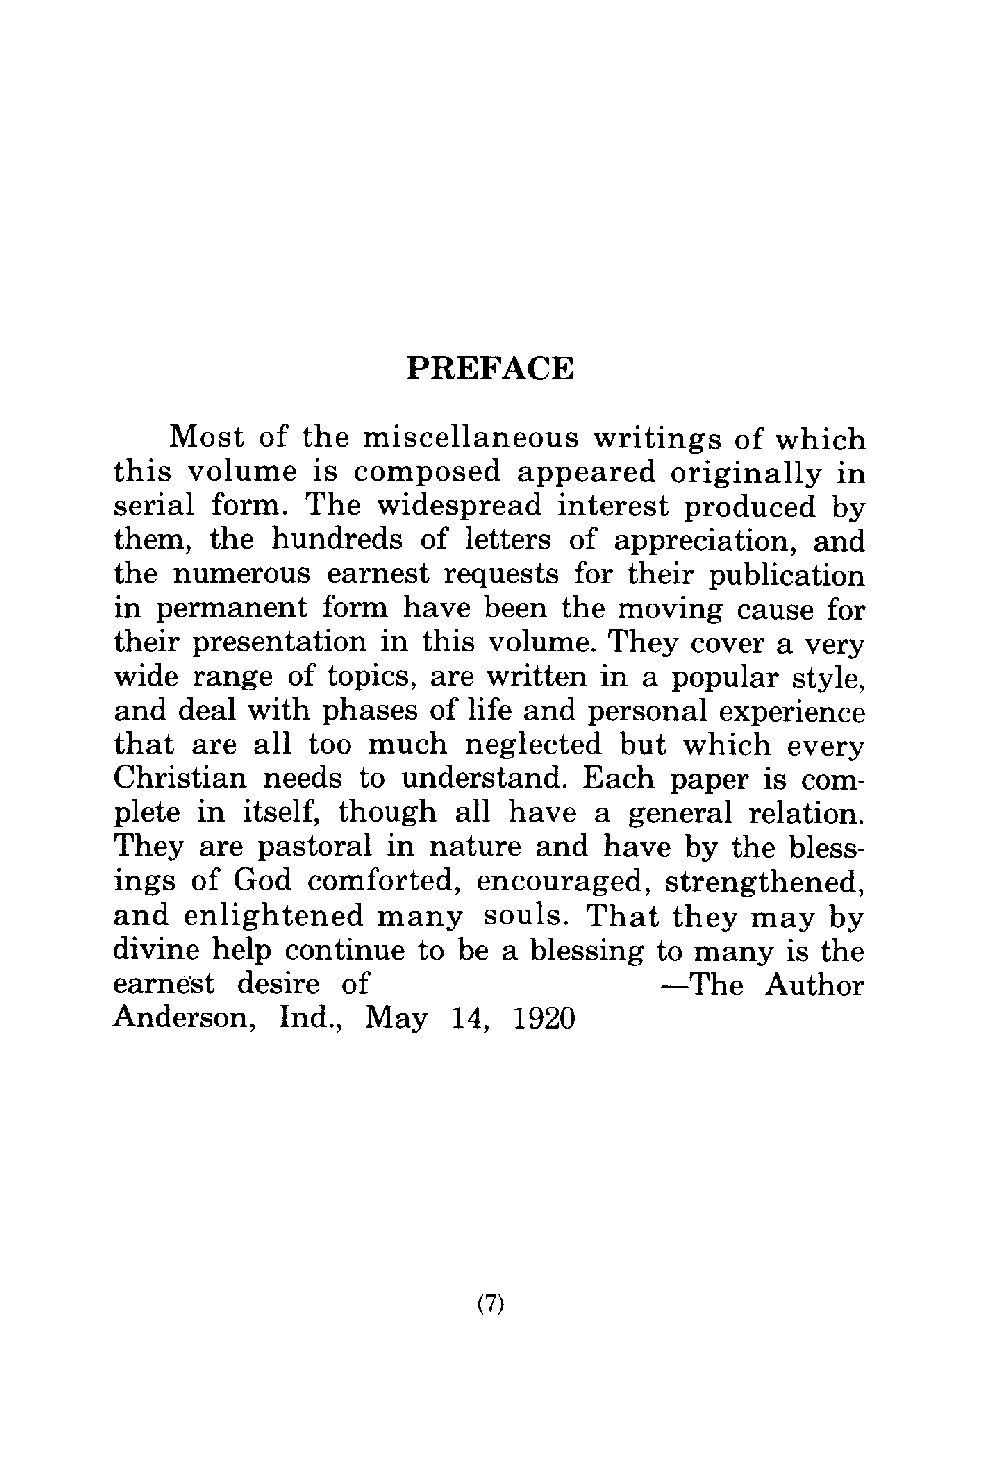 PREFACE
Most of the miscellaneous writings of which
this volume is composed appeared originally in
serial form. The widespread interest produced by
them, the hundreds of letters of appreciation, and
the numerous earnest requests for their publication
in permanent form have been the moving cause for
their presentation in this volume. They cover a very
wide range of topics, are written in a popular style,
and deal with phases of life and personal experience
that are all too much neglected but which every
Christian needs to understand. Each paper is com-
plete in itself, though all have a general relation.
They are pastoral in nature and have by the bless-
ings of God comforted, encouraged, strengthened,
and enlightened many souls. That they may by
divine help continue to be a blessing to many is the
earnest desire of —The Author
Anderson, Ind., May 14, 1920
(7)